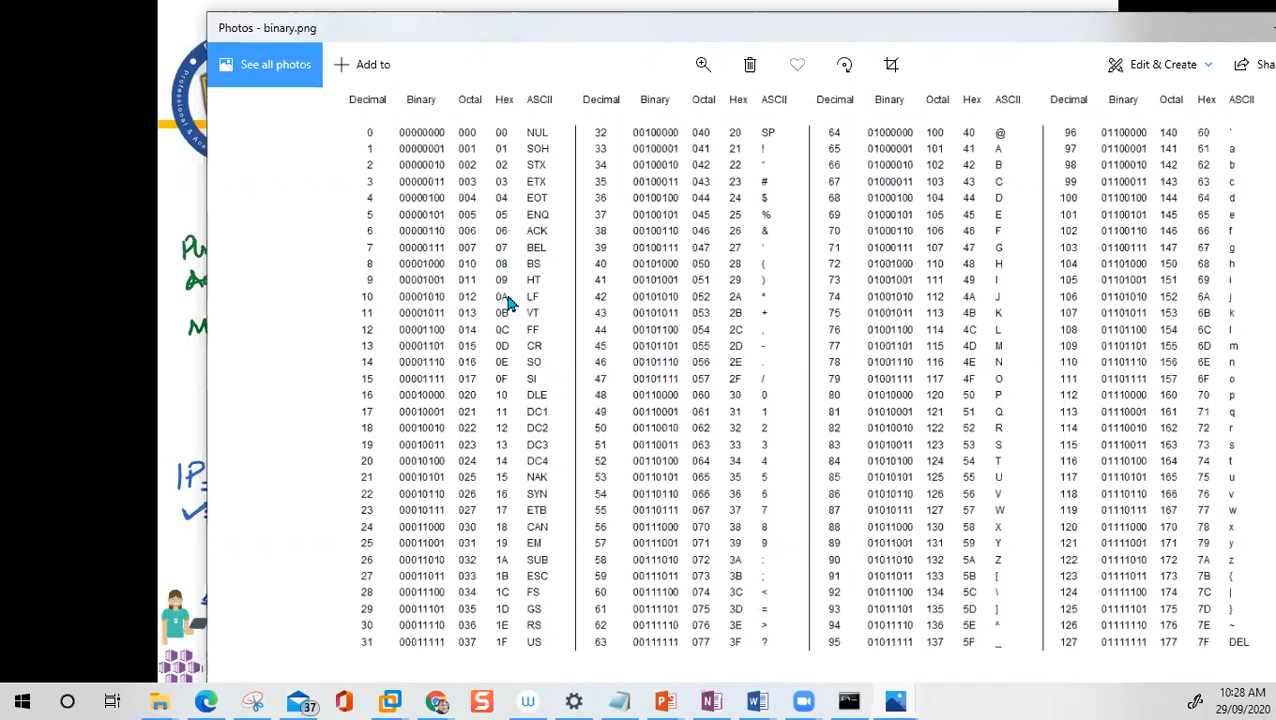 Photos - binary.png
See all photos
Add to
Edit & Create
Sha
Decimal Binary Octal Hex ASCII Decimal Binary Octal Hex ASCII Decimal Binary Octal Hex ASCII Decimal Binary Octal Hex ASCII
0 00000000 000 00 NUL 32 00100000 040 20 SP 64 01000000 100 40 @ 96 01100000 140 60 `
1 00000001 001 01 SOH 33 00100001 041 21 ! 65 01000001 101 41 A 97 01100001 141 61 a
2 00000010 002 02 STX 34 00100010 042 22 " 66 01000010 102 42 B 98 01100010 142 62 b
3 00000011 003 03 ETX 35 00100011 043 23 # 67 01000011 103 43 C 99 01100011 143 63 c
4 00000100 004 04 EOT 36 00100100 044 24 $ 68 01000100 104 44 D 100 01100100 144 64 d
5 00000101 005 05 ENQ 37 00100101 045 25 % 69 01000101 105 45 E 101 01100101 145 65 e
6 00000110 006 06 ACK 38 00100110 046 26 & 70 01000110 106 46 F 102 01100110 146 66 f
7 00000111 007 07 BEL 39 00100111 047 27 ' 71 01000111 107 47 G 103 01100111 147 67 g
8 00001000 010 08 BS 40 00101000 050 28 ( 72 01001000 110 48 H 104 01101000 150 68 h
9 00001001 011 09 HT 41 00101001 051 29 ) 73 01001001 111 49 I 105 01101001 151 69 i
10 00001010 012 0A LF 42 00101010 052 2A * 74 01001010 112 4A J 106 01101010 152 6A j
11 00001011 013 0B VT 43 00101011 053 2B + 75 01001011 113 4B K 107 01101011 153 6B k
12 00001100 014 0C FF 44 00101100 054 2C , 76 01001100 114 4C L 108 01101100 154 6C l
13 00001101 015 0D CR 45 00101101 055 2D - 77 01001101 115 4D M 109 01101101 155 6D m
14 00001110 016 0E SO 46 00101110 056 2E . 78 01001110 116 4E N 110 01101110 156 6E n
15 00001111 017 0F SI 47 00101111 057 2F / 79 01001111 117 4F O 111 01101111 157 6F o
16 00010000 020 10 DLE 48 00110000 060 30 0 80 01010000 120 50 P 112 01110000 160 70 p
17 00010001 021 11 DC1 49 00110001 061 31 1 81 01010001 121 51 Q 113 01110001 161 71 q
18 00010010 022 12 DC2 50 00110010 062 32 2 82 01010010 122 52 R 114 01110010 162 72 r
19 00010011 023 13 DC3 51 00110011 063 33 3 83 01010011 123 53 S 115 01110011 163 73 s
20 00010100 024 14 DC4 52 00110100 064 34 4 84 01010100 124 54 T 116 01110100 164 74 t
21 00010101 025 15 NAK 53 00110101 065 35 5 85 01010101 125 55 U 117 01110101 165 75 u
22 00010110 026 16 SYN 54 00110110 066 36 6 86 01010110 126 56 V 118 01110110 166 76 v
23 00010111 027 17 ETB 55 00110111 067 37 7 87 01010111 127 57 W 119 01110111 167 77 w
24 00011000 030 18 CAN 56 00111000 070 38 8 88 01011000 130 58 X 120 01111000 170 78 x
25 00011001 031 19 EM 57 00111001 071 39 9 89 01011001 131 59 Y 121 01111001 171 79 y
26 00011010 032 1A SUB 58 00111010 072 3A : 90 01011010 132 5A Z 122 01111010 172 7A z
27 00011011 033 1B ESC 59 00111011 073 3B ; 91 01011011 133 5B [ 123 01111011 173 7B {
28 00011100 034 1C FS 60 00111100 074 3C < 92 01011100 134 5C \ 124 01111100 174 7C |
29 00011101 035 1D GS 61 00111101 075 3D = 93 01011101 135 5D ] 125 01111101 175 7D }
30 00011110 036 1E RS 62 00111110 076 3E > 94 01011110 136 5E ^ 126 01111110 176 7E ~
31 00011111 037 1F US 63 00111111 077 3F ? 95 01011111 137 5F _ 127 01111111 177 7F DEL
IP
37
10:28 AM
29/09/2020